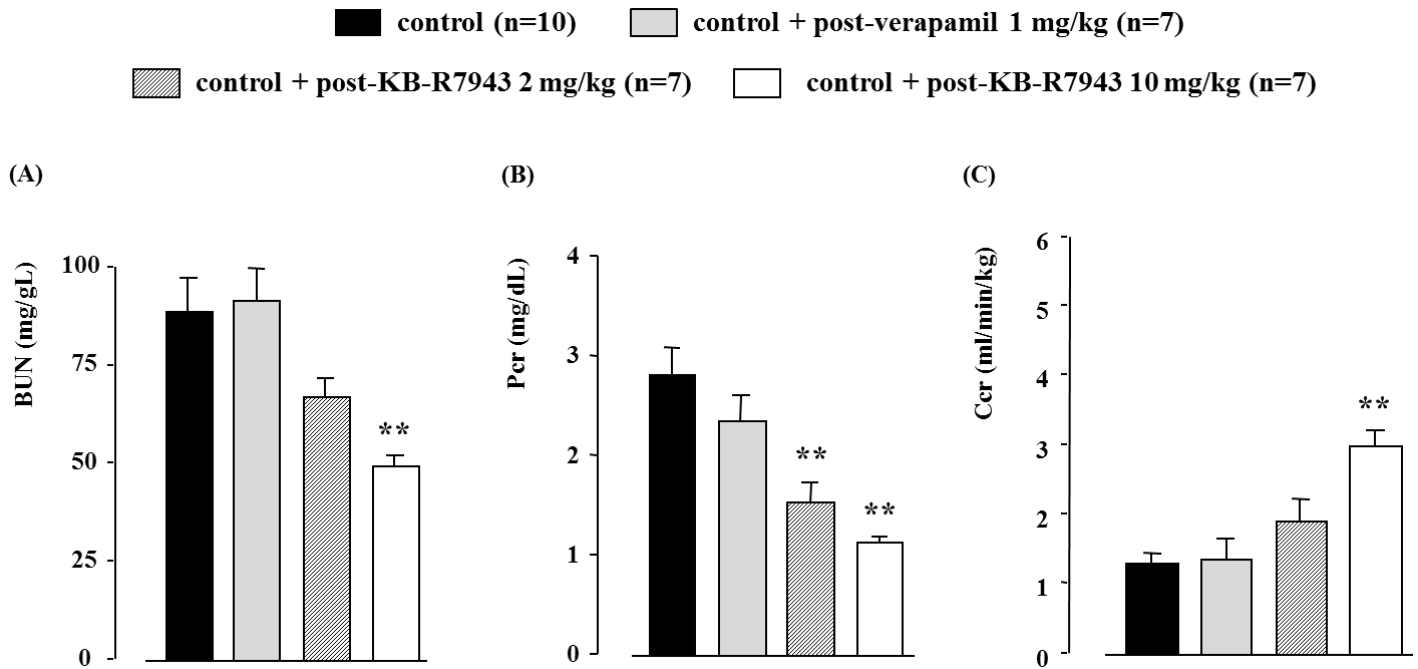 control (n=10)
control + post-verapamil 1 mg/kg (n=7)
control + post-KB-R7943 2 mg/kg (n=7)
control + post-KB-R7943 10 mg/kg (n=7)
(A)
BUN (mg/gL)
100
75
50
25
0
**
(B)
Pcr (mg/dL)
4
3
2
1
0
**
**
(C)
Ccr (ml/min/kg)
6
5
4
3
2
1
0
**